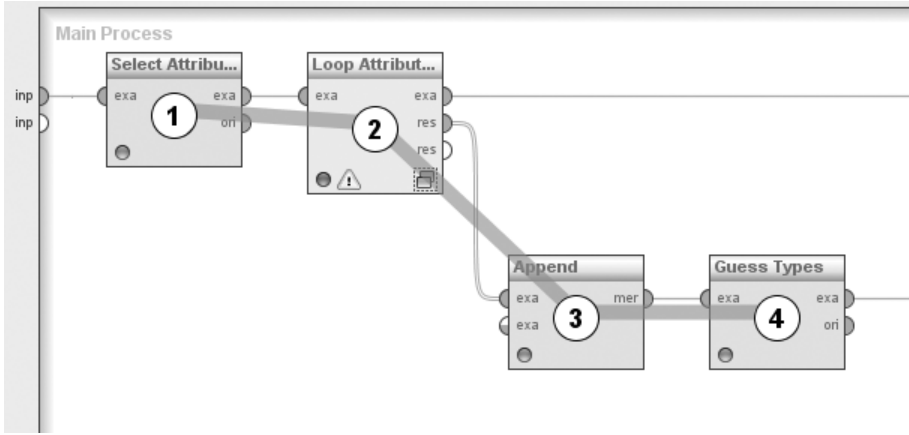 Main Process
Select Attribu...
Loop Attribut...
inp
exa
exa
exa
exa
inp
1
ori
2
res
res
Append
Guess Types
exa
mer
exa
exa
exa
3
4
ori